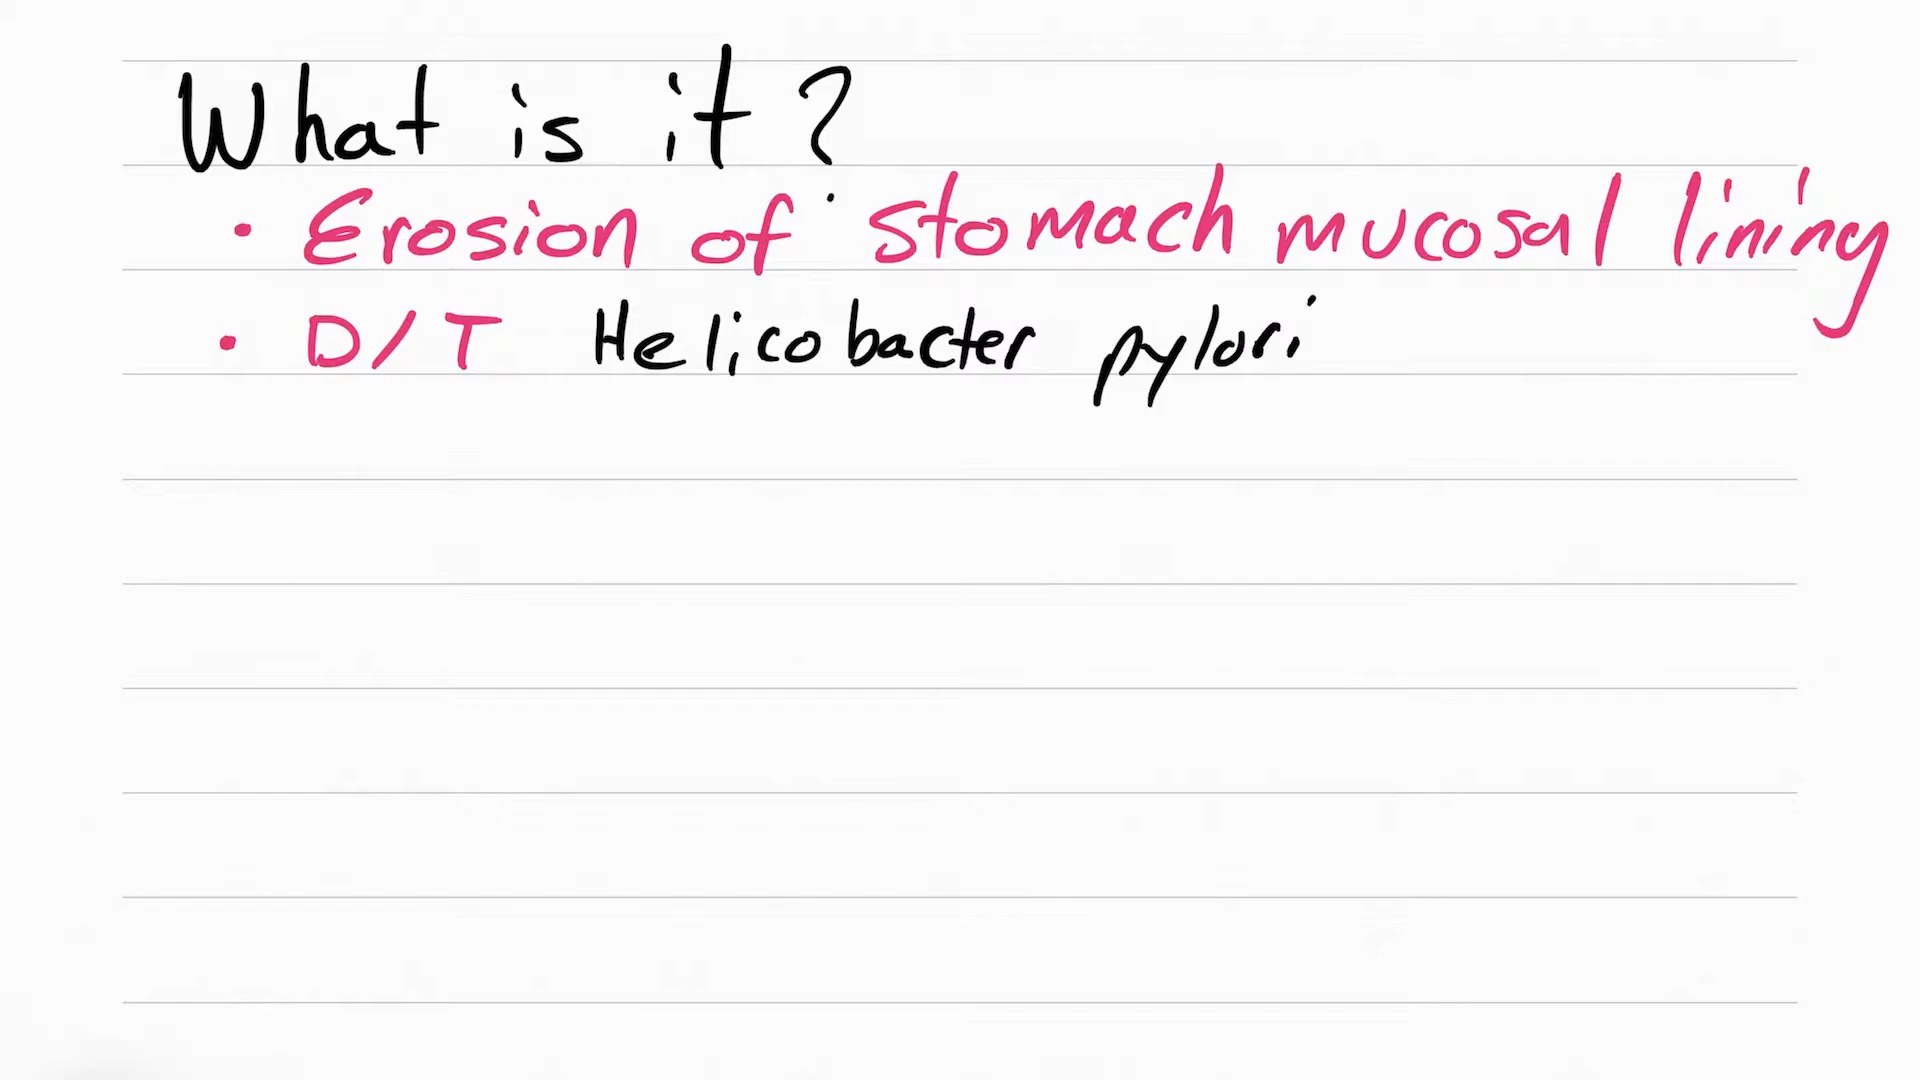 What is it?
• Erosion of stomach mucosal lining
• D/T Helicobacter pylori